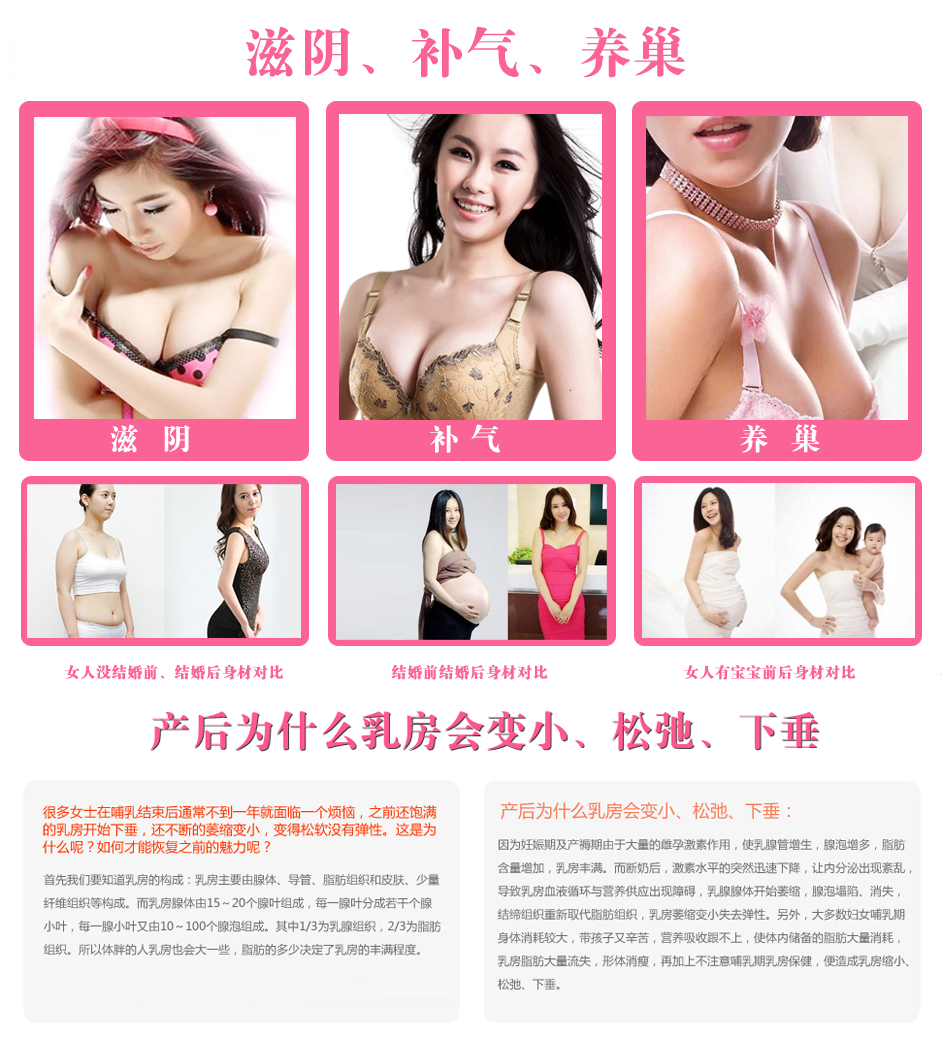 滋阴、补气、养巢
滋 阴
补 气
养 巢
女人没结婚前、结婚后身材对比
结婚前结婚后身材对比
女人有宝宝前后身材对比
产后为什么乳房会变小、松弛、下垂
很多女士在哺乳结束后通常不到一年就面临一个烦恼，之前还饱满
的乳房开始下垂，还不断的萎缩变小，变得松软没有弹性。这是为
什么呢？如何才能恢复之前的魅力呢？
首先我们要知道乳房的构成：乳房主要由腺体、导管、脂肪组织和皮肤、少量
纤维组织等构成。而乳房腺体由15～20个腺叶组成，每一腺叶分成若干个腺
小叶，每一腺小叶又由10～100个腺泡组成。其中1/3为乳腺组织，2/3为脂肪
组织。所以体胖的人乳房也会大一些，脂肪的多少决定了乳房的丰满程度。
产后为什么乳房会变小、松弛、下垂：
因为妊娠期及产褥期由于大量的雌孕激素作用，使乳腺管增生，腺泡增多，脂肪
含量增加，乳房丰满。而断奶后，激素水平的突然迅速下降，让内分泌出现紊乱，
导致乳房血液循环与营养供应出现障碍，乳腺腺体开始萎缩，腺泡塌陷、消失，
结缔组织重新取代脂肪组织，乳房萎缩变小失去弹性。另外，大多数妇女哺乳期
身体消耗较大，带孩子又辛苦，营养吸收跟不上，使体内储备的脂肪大量消耗，
乳房脂肪大量流失，形体消瘦，再加上不注意哺乳期乳房保健，便造成乳房缩小、
松弛、下垂。